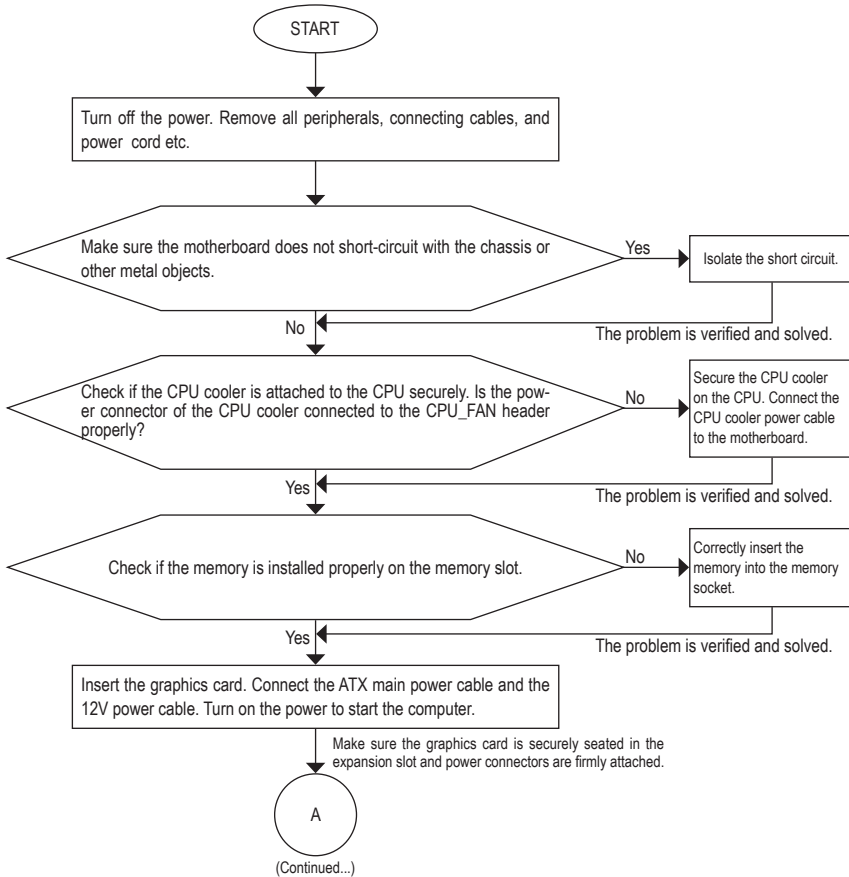 START
Turn off the power. Remove all peripherals, connecting cables, and
power cord etc.
Make sure the motherboard does not short-circuit with the chassis or
other metal objects.
Yes
Isolate the short circuit.
No
The problem is verified and solved.
Check if the CPU cooler is attached to the CPU securely. Is the pow-
er connector of the CPU cooler connected to the CPU_FAN header
properly?
No
Secure the CPU cooler
on the CPU. Connect the
CPU cooler power cable
to the motherboard.
Yes
The problem is verified and solved.
Check if the memory is installed properly on the memory slot.
No
Correctly insert the
memory into the memory
socket.
Yes
The problem is verified and solved.
Insert the graphics card. Connect the ATX main power cable and the
12V power cable. Turn on the power to start the computer.
Make sure the graphics card is securely seated in the
expansion slot and power connectors are firmly attached.
A
(Continued...)